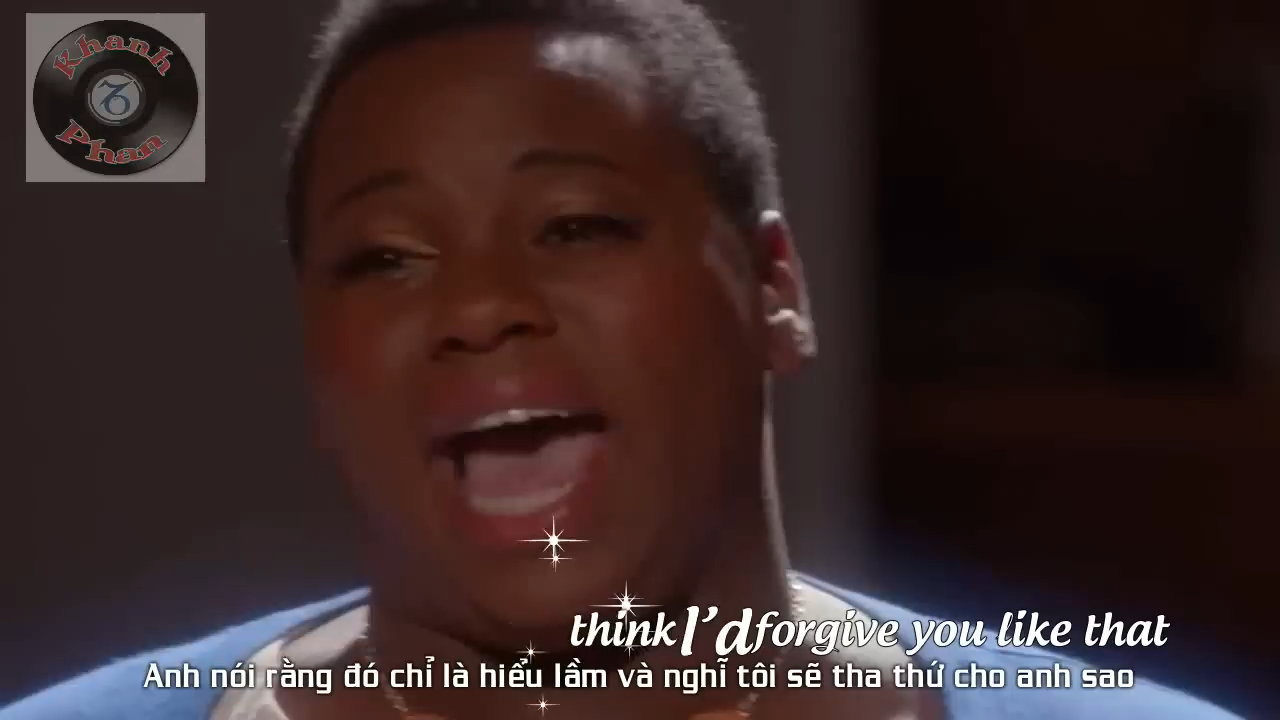 Khanh
Phan
think I'd forgive you like that
Anh nói rằng đó chỉ là hiểu lầm và nghĩ tôi sẽ tha thứ cho anh sao